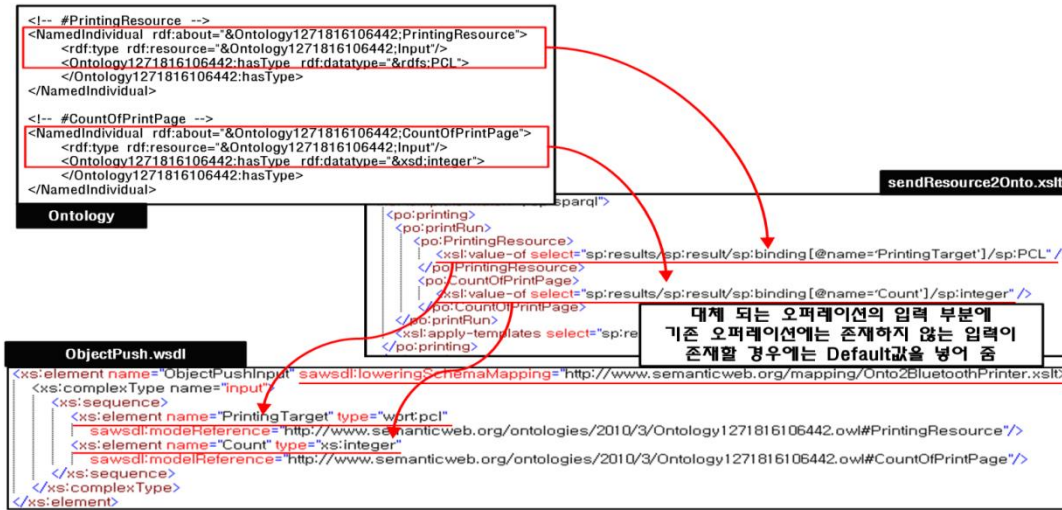 <!-- #PrintingResource -->
<NamedIndividual rdf:about="&Ontology1271816106442;PrintingResource">
<rdf:type rdf:resource="&Ontology1271816106442;Input"/>
<Ontology1271816106442:hasType rdf:datatype="&rdfs;PCL">
</Ontology1271816106442:hasType>
</NamedIndividual>
<!-- #CountOfPrintPage -->
<NamedIndividual rdf:about="&Ontology1271816106442;CountOfPrintPage">
<rdf:type rdf:resource="&Ontology1271816106442;Input"/>
<Ontology1271816106442:hasType rdf:datatype="&xsd;integer">
</Ontology1271816106442:hasType>
</NamedIndividual>
Ontology
sendResource2Onto.xslt
sparql">
<po:printing>
<po:printRun>
<po:PrintingResource>
<xsl:value-of select="sp:results/sp:result/sp:binding[@name='PrintingTarget']/sp:PCL" /
</po:PrintingResource>
<po:CountOfPrintPage>
<xsl:value-of select="sp:results/sp:result/sp:binding[@name='Count']/sp:integer" />
</po:CountOfPrintPage>
</po:printRun>
<xsl:apply-templates select="sp:re
</po:printing>
대체 되는 오퍼레이션의 입력 부분에
기존 오퍼레이션에는 존재하지 않는 입력이
존재할 경우에는 Default값을 넣어 줌
ObjectPush.wsdl
<xs:element name="ObjectPushInput" sawsdl:loweringSchemaMapping="http://www.semanticweb.org/mapping/Onto2BluetoothPrinter.xslt
<xs:complexType name="input">
<xs:sequence>
<xs:element name="PrintingTarget" type="wprt:pcl"
sawsdl:modeReference="http://www.semanticweb.org/ontologies/2010/3/Ontology1271816106442.owl#PrintingResource"/>
<xs:element name="Count" type="xs:integer"
sawsdl:modelReference="http://www.semanticweb.org/ontologies/2010/3/Ontology1271816106442.owl#CountOfPrintPage"/>
</xs:sequence>
</xs:complexType>
</xs:element>